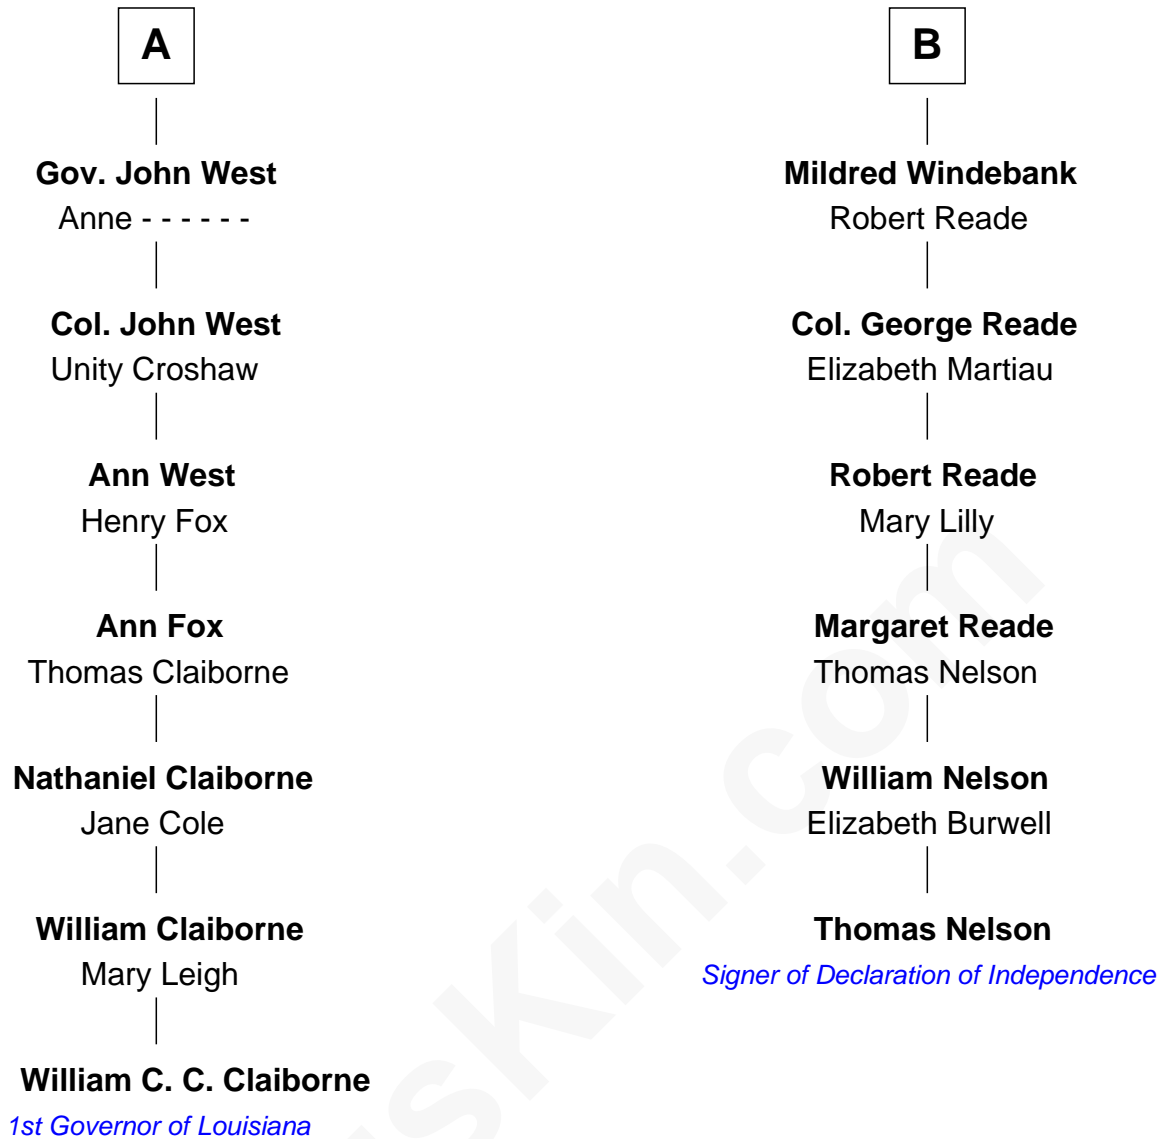 A
Gov. John West
Anne - - - - - -
Col. John West
Unity Croshaw
Ann West
Henry Fox
Ann Fox
Thomas Claiborne
Nathaniel Claiborne
Jane Cole
William Claiborne
Mary Leigh
William C. C. Claiborne
1st Governor of Louisiana
B
Mildred Windebank
Robert Reade
Col. George Reade
Elizabeth Martiau
Robert Reade
Mary Lilly
Margaret Reade
Thomas Nelson
William Nelson
Elizabeth Burwell
Thomas Nelson
Signer of Declaration of Independence
sKin.com